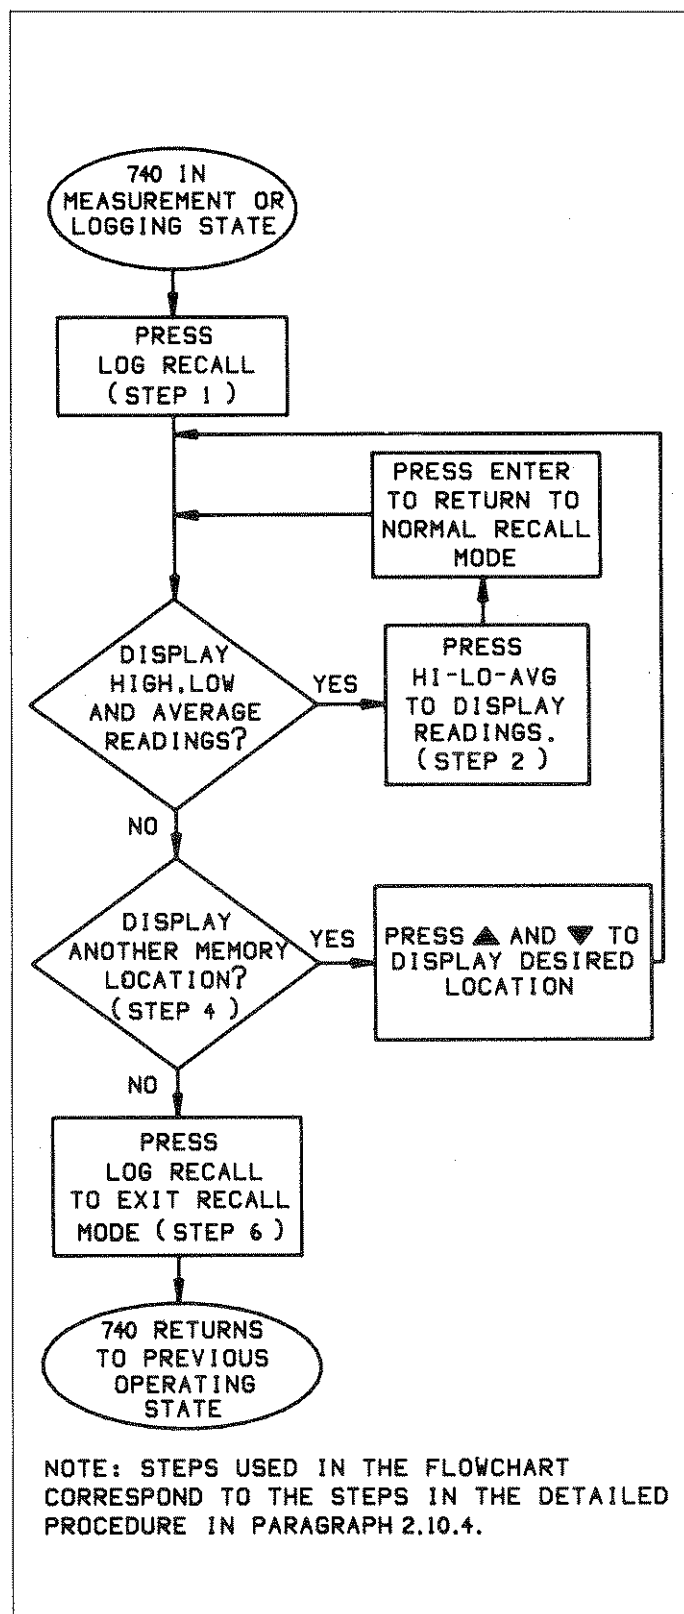 740 IN
MEASUREMENT OR
LOGGING STATE
PRESS
LOG RECALL
(STEP 1)
PRESS ENTER
TO RETURN TO
NORMAL RECALL
MODE
DISPLAY
HIGH,LOW
AND AVERAGE
READINGS?
YES
PRESS
HI-LO-AVG
TO DISPLAY
READINGS.
(STEP 2)
NO
DISPLAY
ANOTHER MEMORY
LOCATION?
(STEP 4)
YES
PRESS ▲ AND ▼ TO
DISPLAY DESIRED
LOCATION
NO
PRESS
LOG RECALL
TO EXIT RECALL
MODE (STEP 6)
740 RETURNS
TO PREVIOUS
OPERATING
STATE
NOTE: STEPS USED IN THE FLOWCHART
CORRESPOND TO THE STEPS IN THE DETAILED
PROCEDURE IN PARAGRAPH 2.10.4.